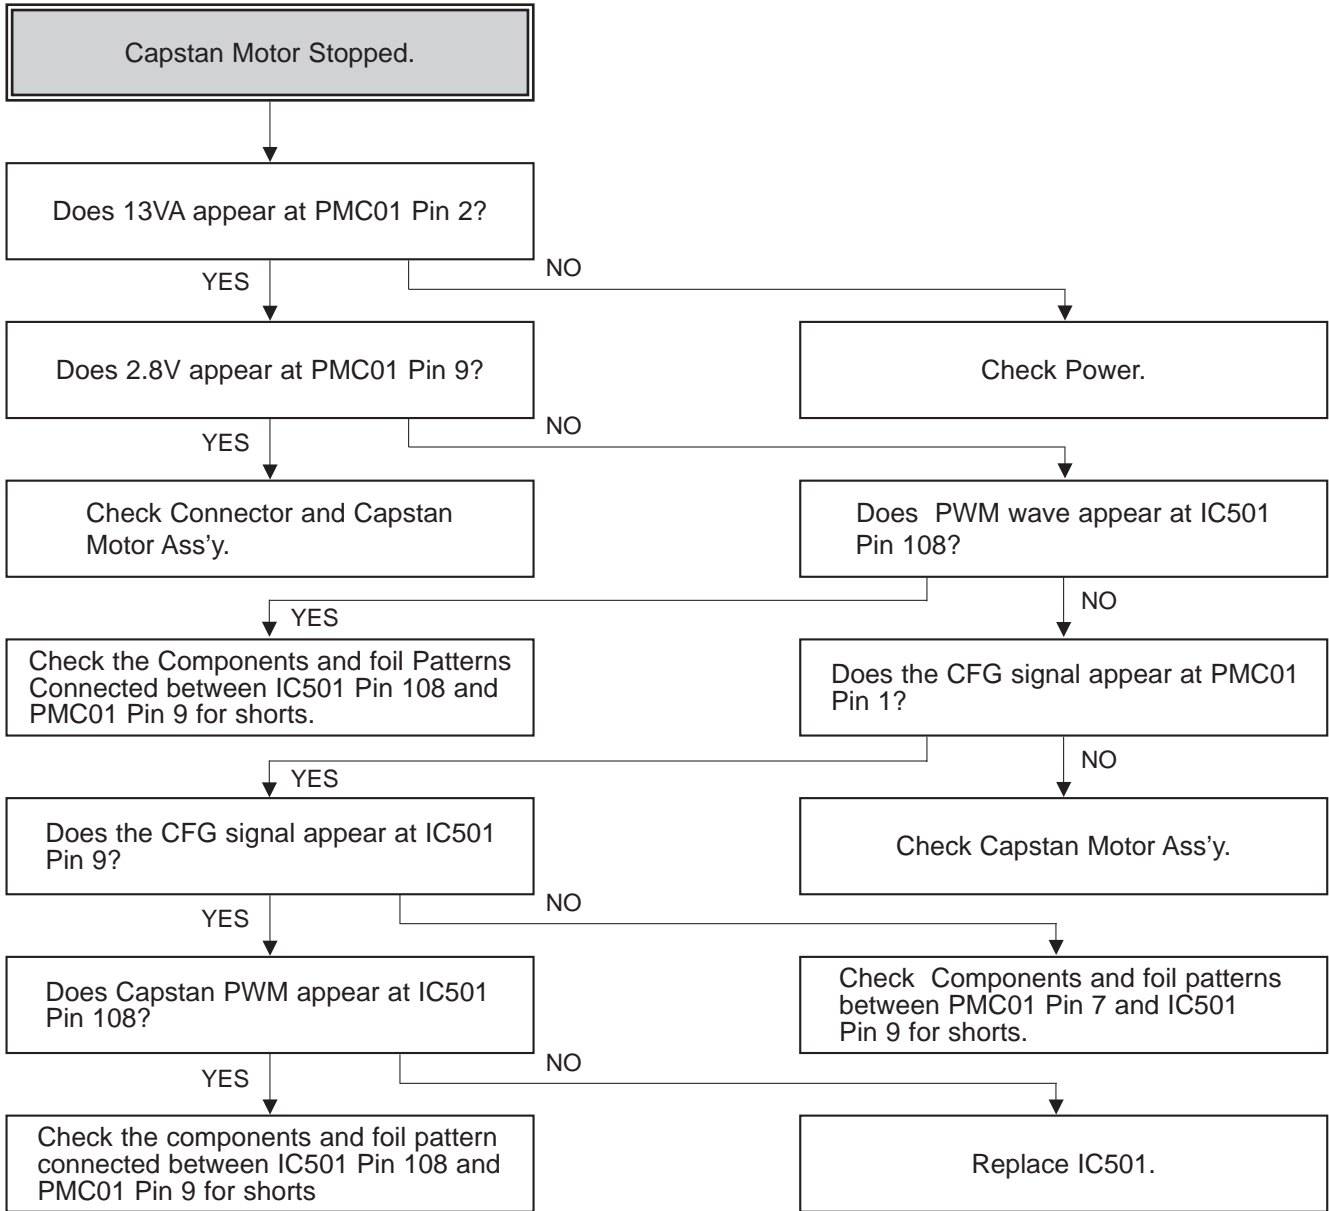 Capstan Motor Stopped.
Does 13VA appear at PMC01 Pin 2?
YES
NO
Does 2.8V appear at PMC01 Pin 9?
Check Power.
YES
NO
Check Connector and Capstan
Motor Ass'y.
Does PWM wave appear at IC501
Pin 108?
YES
NO
Check the Components and foil Patterns
Connected between IC501 Pin 108 and
PMC01 Pin 9 for shorts.
Does the CFG signal appear at PMC01
Pin 1?
YES
NO
Does the CFG signal appear at IC501
Pin 9?
Check Capstan Motor Ass'y.
YES
NO
Does Capstan PWM appear at IC501
Pin 108?
Check Components and foil patterns
between PMC01 Pin 7 and IC501
Pin 9 for shorts.
YES
NO
Check the components and foil pattern
connected between IC501 Pin 108 and
PMC01 Pin 9 for shorts
Replace IC501.